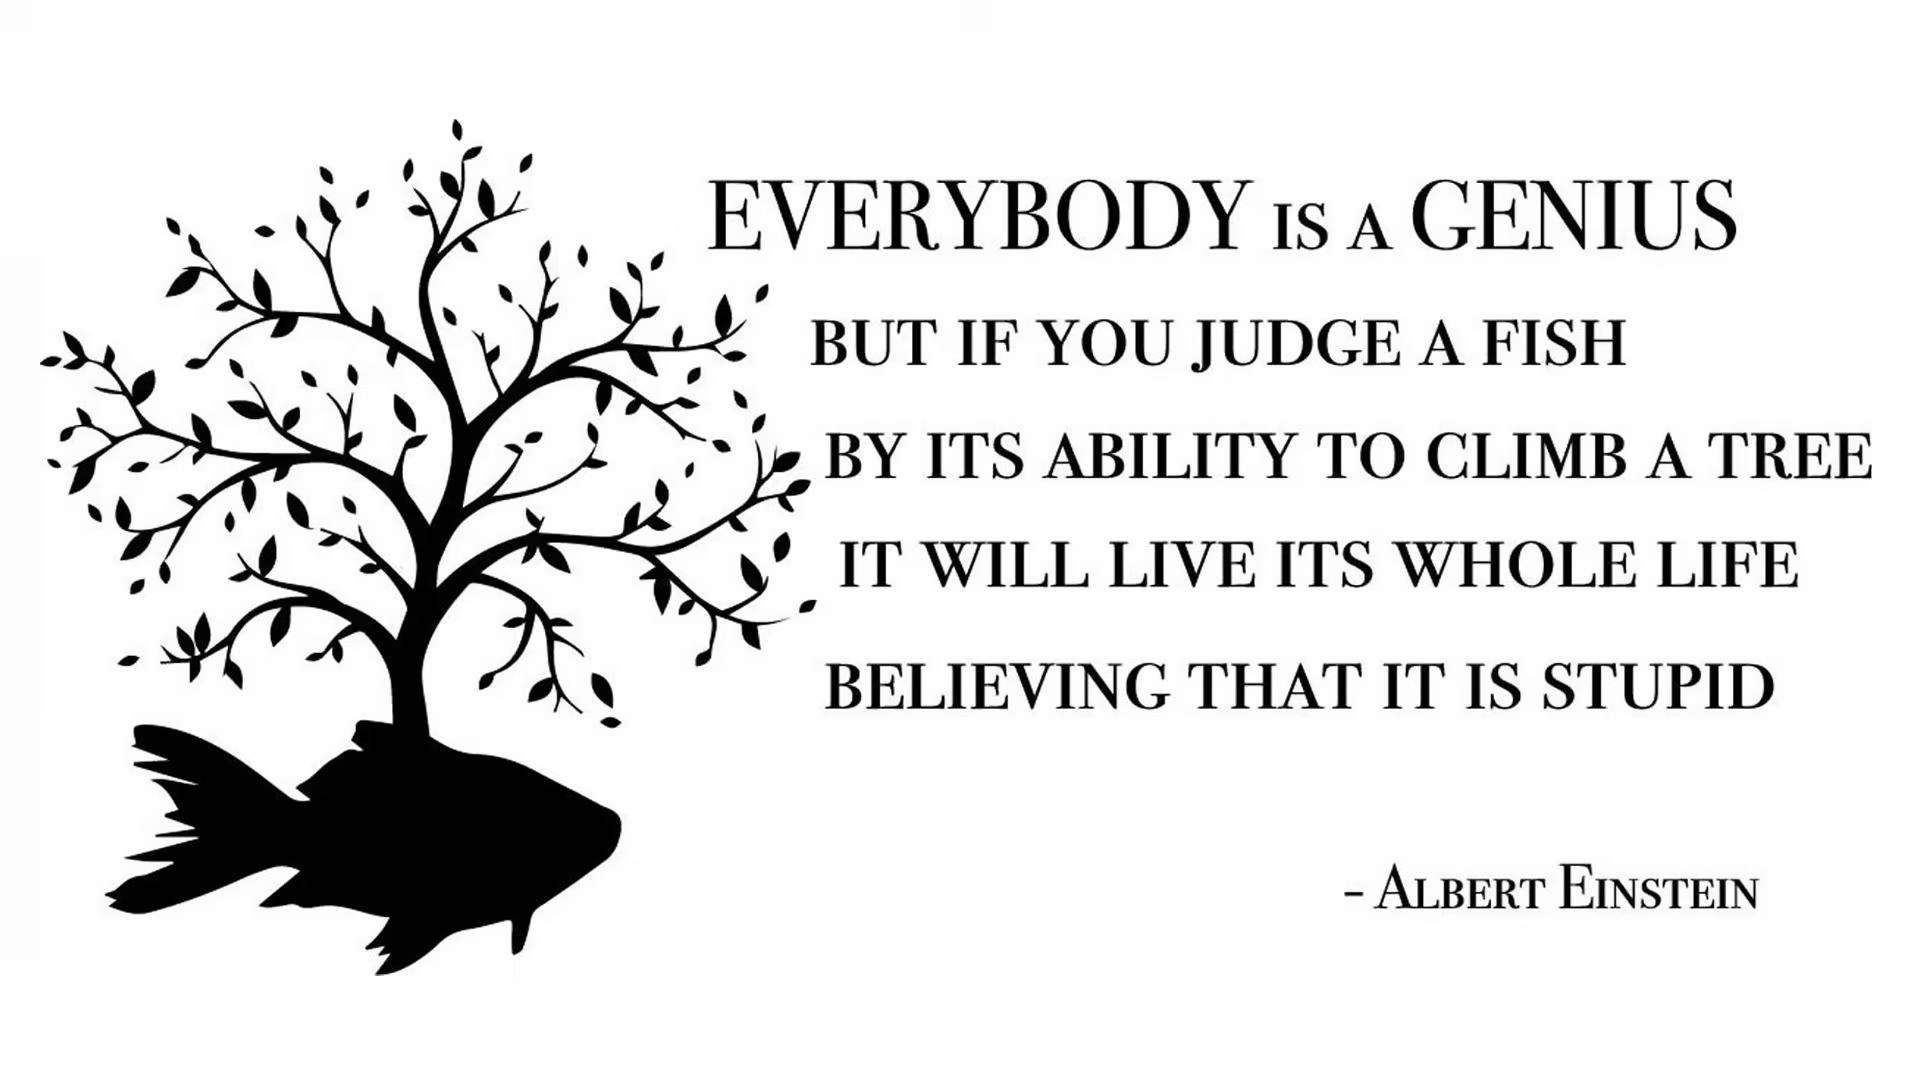 EVERYBODY IS A GENIUS
BUT IF YOU JUDGE A FISH
BY ITS ABILITY TO CLIMB A TREE
IT WILL LIVE ITS WHOLE LIFE
BELIEVING THAT IT IS STUPID
- ALBERT EINSTEIN